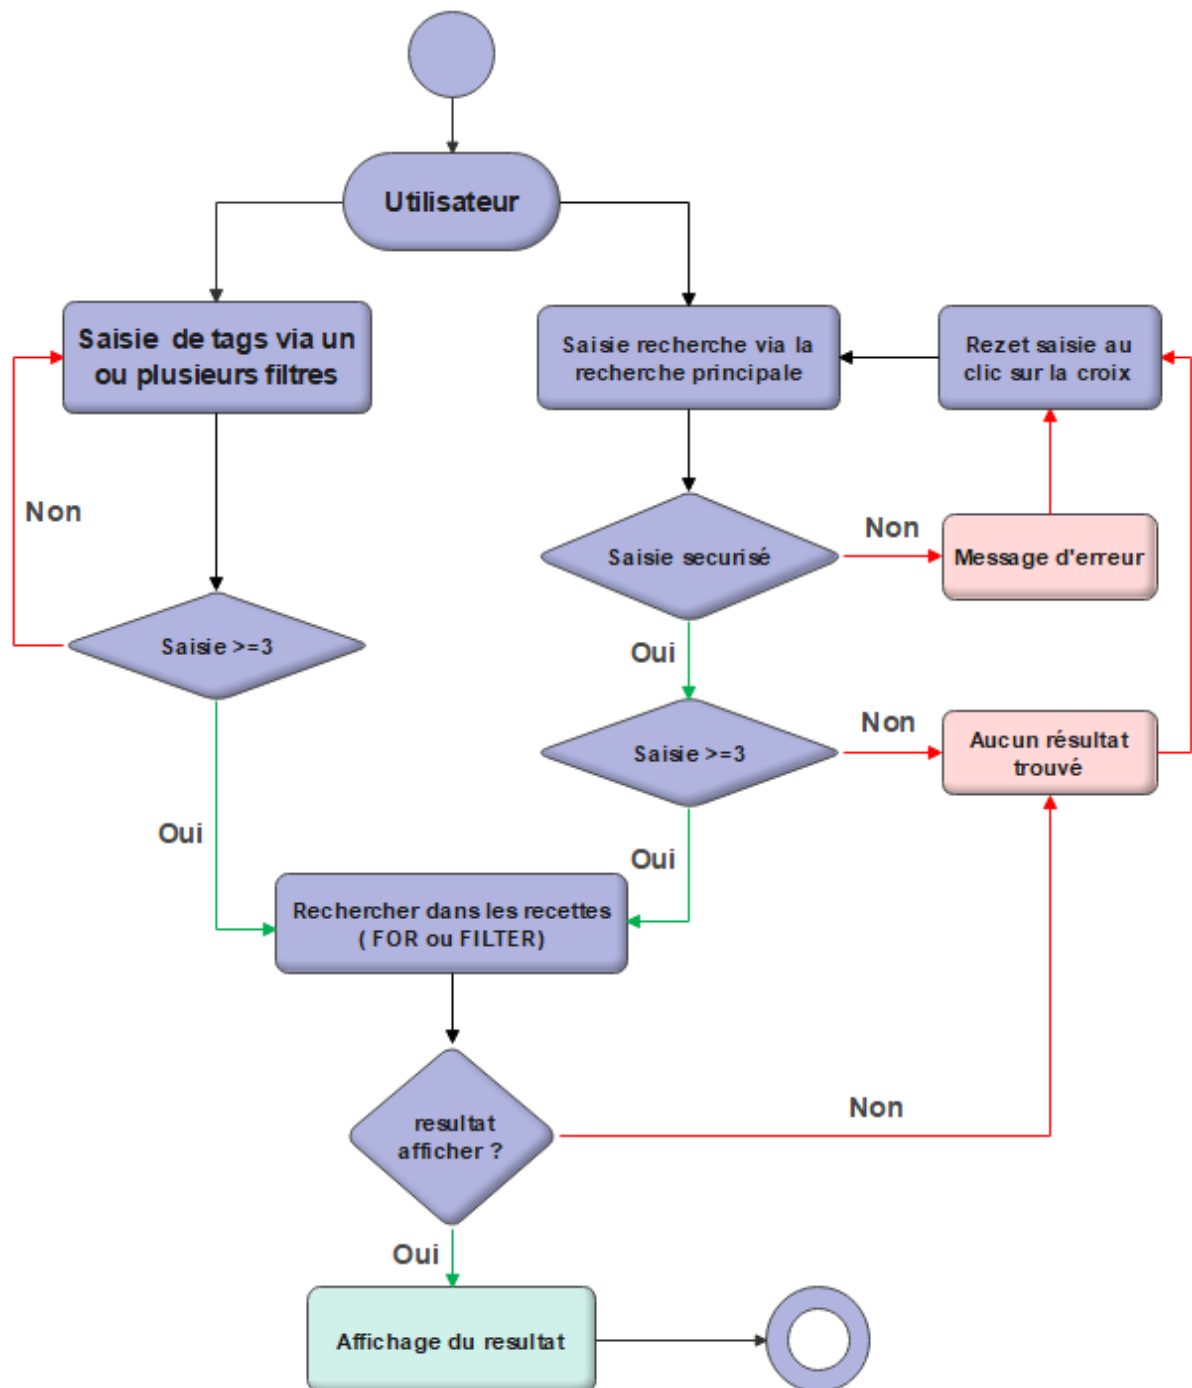 Utilisateur
Saisie de tags via un
ou plusieurs filtres
Saisie recherche via la
recherche principale
Rezet saisie au
clic sur la croix
Non
Non
Saisie securisé
Message d'erreur
Saisie >=3
Oui
Non
Saisie >=3
Aucun résultat
trouvé
Oui
Oui
Rechercher dans les recettes
( FOR ou FILTER)
resultat
afficher ?
Non
Oui
Affichage du resultat